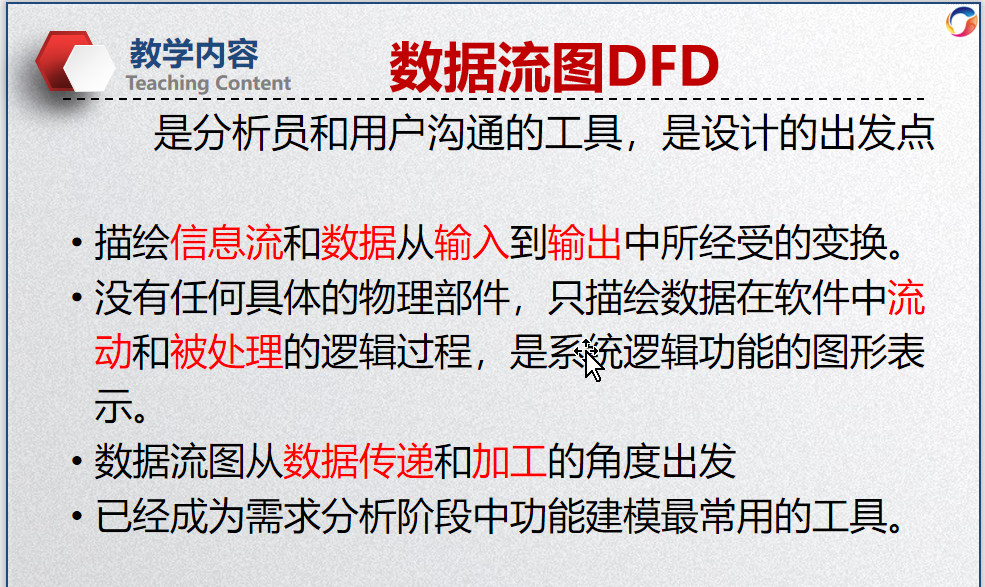 教学内容
Teaching Content
数据流图DFD
是分析员和用户沟通的工具，是设计的出发点
• 描绘信息流和数据从输入到输出中所经受的变换。
• 没有任何具体的物理部件，只描绘数据在软件中流
动和被处理的逻辑过程，是系统逻辑功能的图形表
示。
• 数据流图从数据传递和加工的角度出发
• 已经成为需求分析阶段中功能建模最常用的工具。